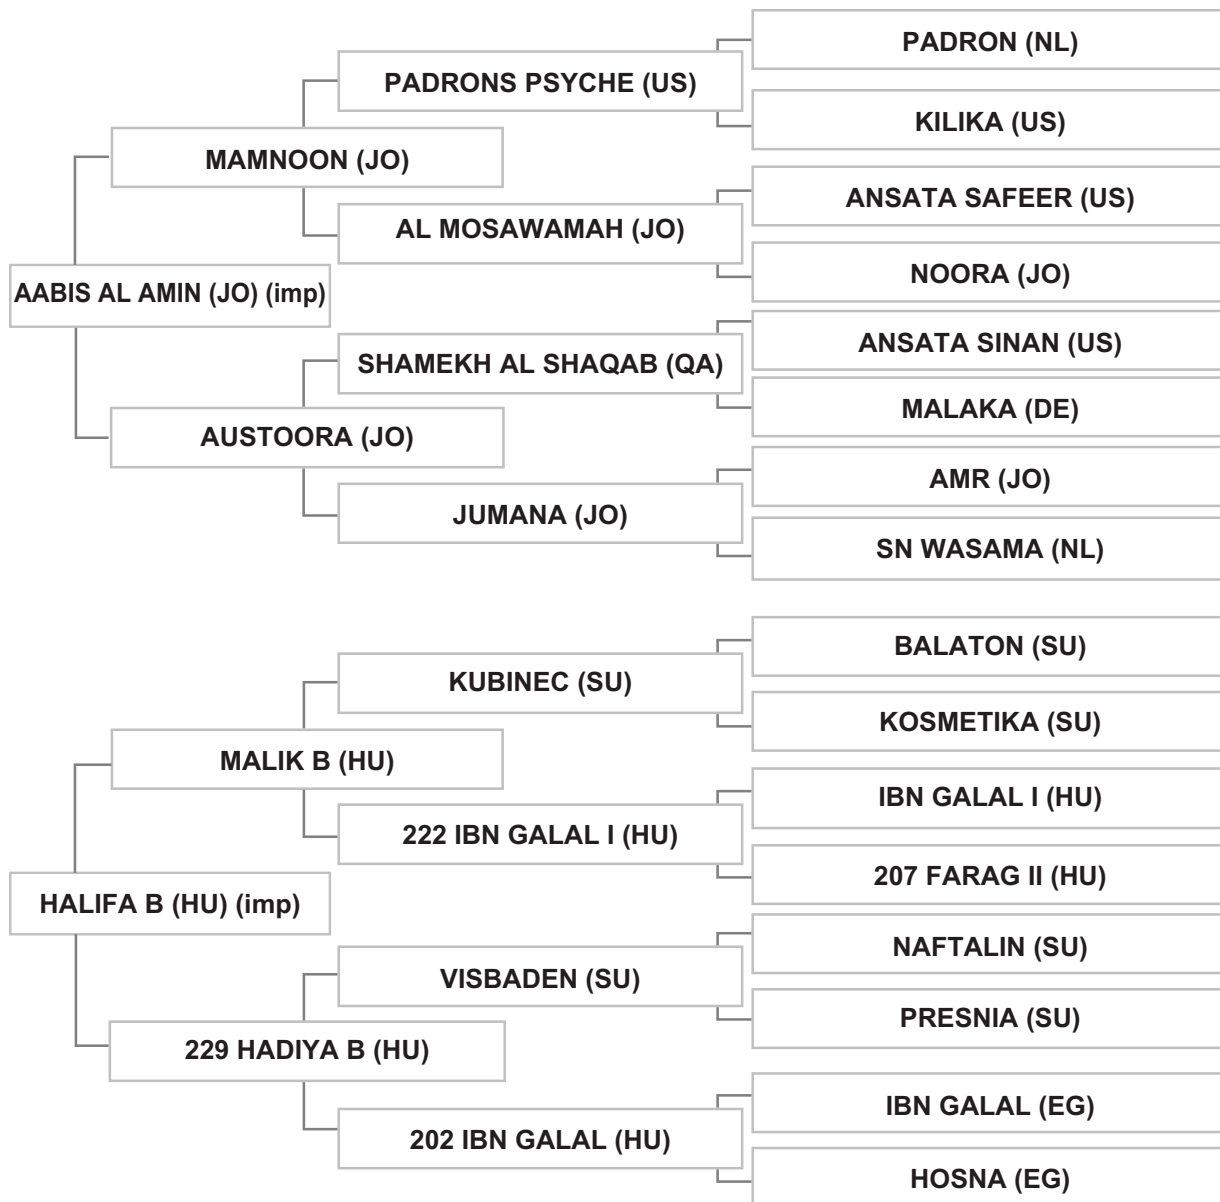 PADRON (NL)
PADRONS PSYCHE (US)
KILIKA (US)
MAMNOON (JO)
ANSATA SAFEER (US)
AL MOSAWAMAH (JO)
NOORA (JO)
AABIS AL AMIN (JO) (imp)
ANSATA SINAN (US)
SHAMEKH AL SHAQAB (QA)
MALAKA (DE)
AUSTOORA (JO)
AMR (JO)
JUMANA (JO)
SN WASAMA (NL)
BALATON (SU)
KUBINEC (SU)
KOSMETIKA (SU)
MALIK B (HU)
IBN GALAL I (HU)
222 IBN GALAL I (HU)
207 FARAG II (HU)
HALIFA B (HU) (imp)
NAFTALIN (SU)
VISBADEN (SU)
PRESNIA (SU)
229 HADIYA B (HU)
IBN GALAL (EG)
202 IBN GALAL (HU)
HOSNA (EG)